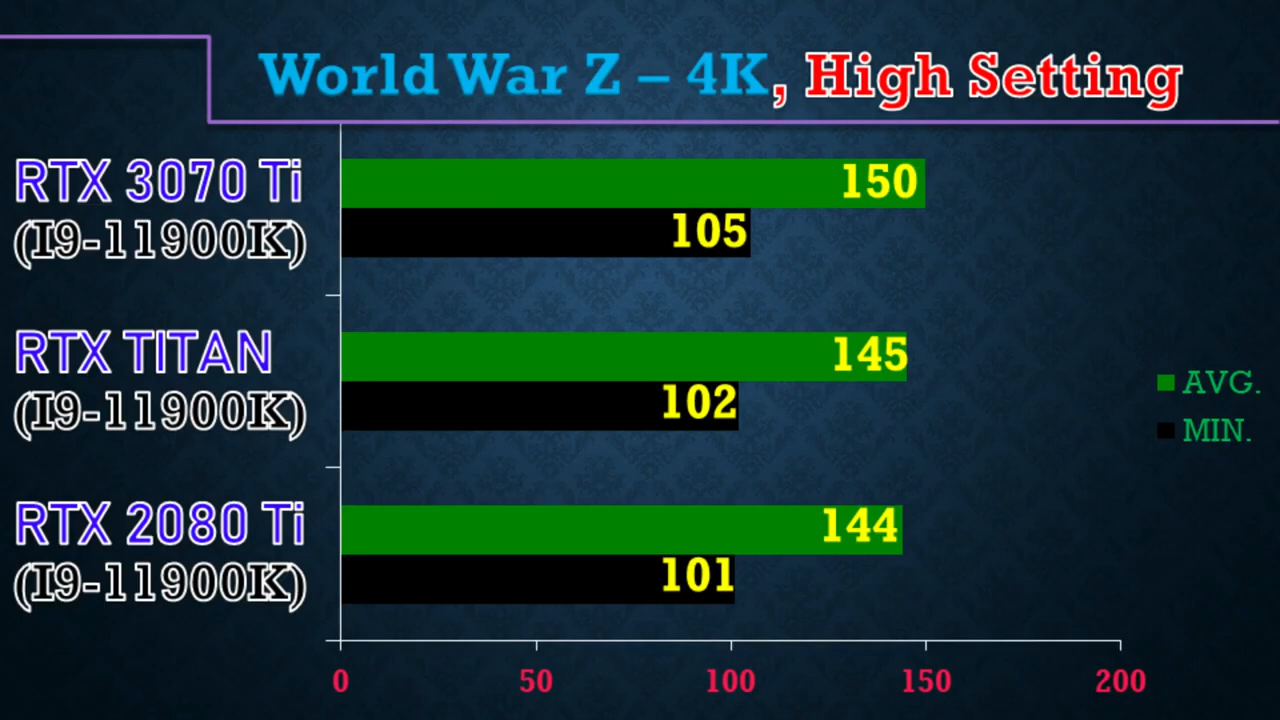 World War Z – 4K, High Setting
RTX 3070 Ti
(I9-11900K)
150
105
RTX TITAN
(I9-11900K)
145
102
RTX 2080 Ti
(I9-11900K)
144
101
AVG.
MIN.
0 50 100 150 200